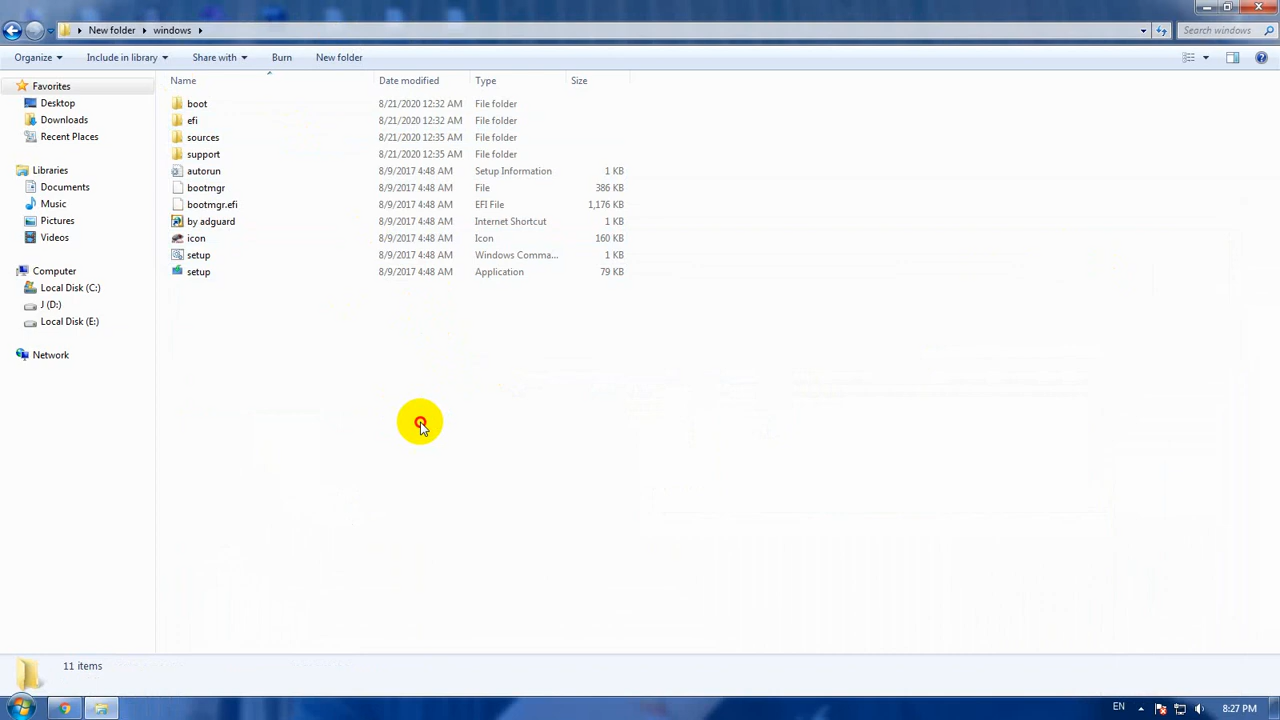 New folder windows Search windows
Organize Include in library Share with Burn New folder
Favorites
Desktop
Downloads
Recent Places
Libraries
Documents
Music
Pictures
Videos
Computer
Local Disk (C:)
J (D:)
Local Disk (E:)
Network
Name Date modified Type Size
boot 8/21/2020 12:32 AM File folder
efi 8/21/2020 12:32 AM File folder
sources 8/21/2020 12:35 AM File folder
support 8/21/2020 12:35 AM File folder
autorun 8/9/2017 4:48 AM Setup Information 1 KB
bootmgr 8/9/2017 4:48 AM File 386 KB
bootmgr.efi 8/9/2017 4:48 AM EFI File 1,176 KB
by adguard 8/9/2017 4:48 AM Internet Shortcut 1 KB
icon 8/9/2017 4:48 AM Icon 160 KB
setup 8/9/2017 4:48 AM Windows Comma... 1 KB
setup 8/9/2017 4:48 AM Application 79 KB
11 items
EN 8:27 PM